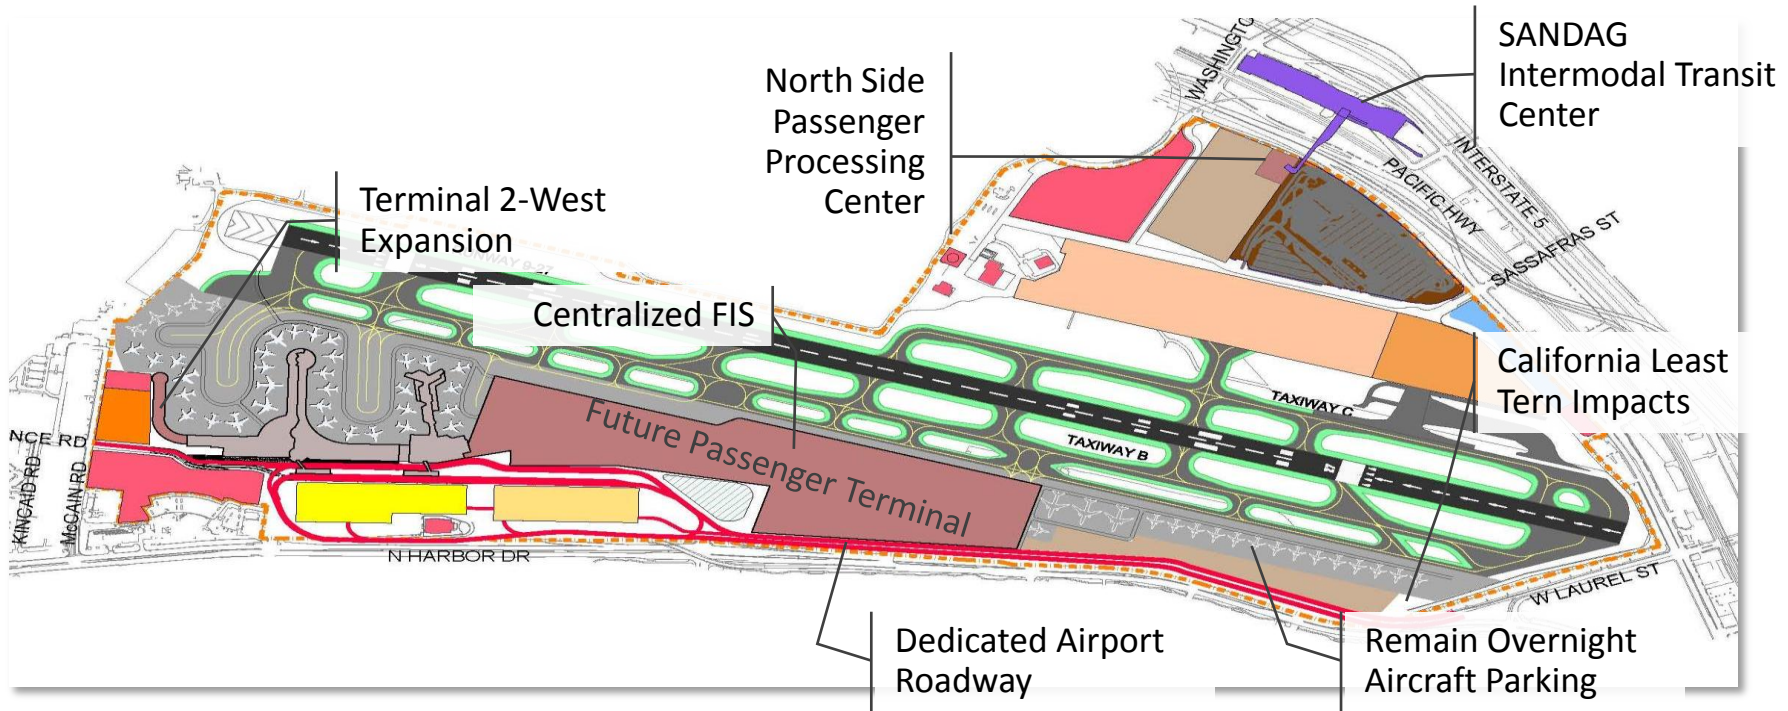 SANDAG
Intermodal Transit
Center
North Side
Passenger
Processing
Center
INTERSTATE 5
PACIFIC HWY
SASSAFRAS ST
Terminal 2-West
Expansion
Centralized FIS
California Least
Tern Impacts
TAXIWAY C
TAXIWAY B
Future Passenger Terminal
NCE RD
KINCAID RD
McCAIN RD
N HARBOR DR
W LAUREL ST
Dedicated Airport
Roadway
Remain Overnight
Aircraft Parking